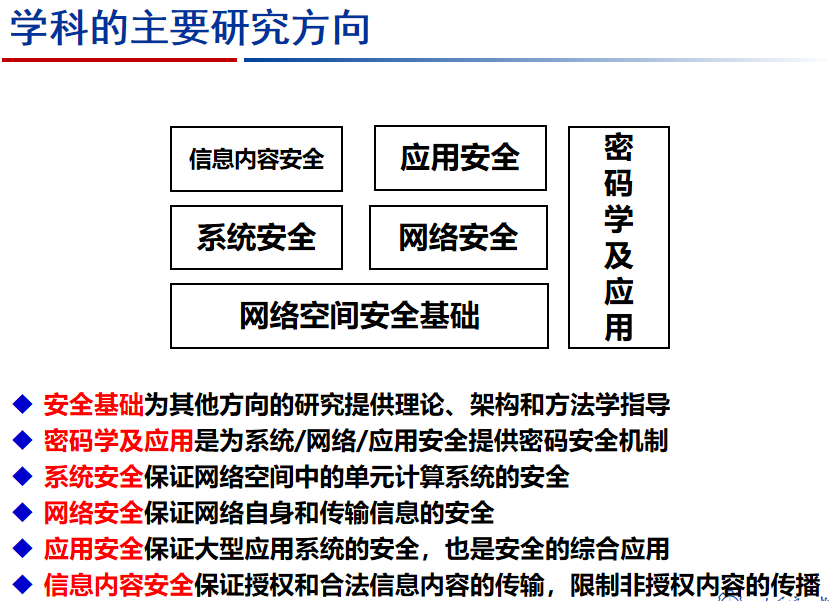 学科的主要研究方向
信息内容安全
应用安全
密码学及应用
系统安全
网络安全
网络空间安全基础
安全基础为其他方向的研究提供理论、架构和方法学指导
密码学及应用是为系统/网络/应用安全提供密码安全机制
系统安全保证网络空间中的单元计算系统的安全
网络安全保证网络自身和传输信息的安全
应用安全保证大型应用系统的安全，也是安全的综合应用
信息内容安全保证授权和合法信息内容的传输，限制非授权内容的传播